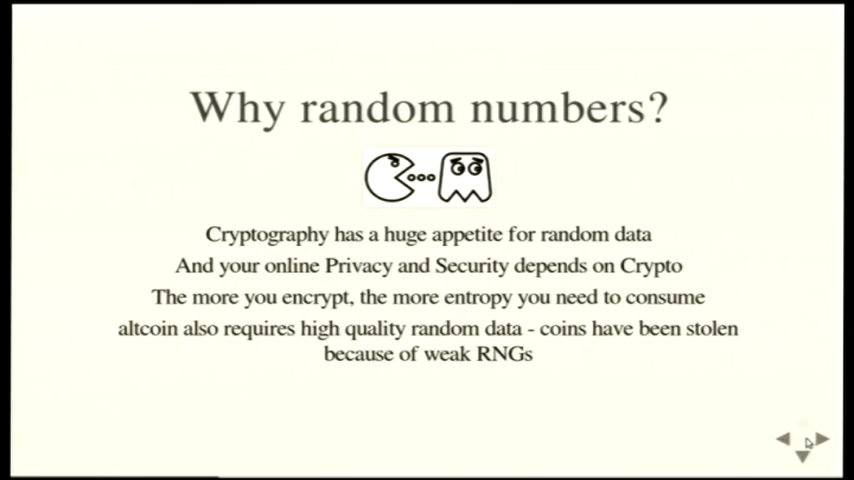 Why random numbers?
Cryptography has a huge appetite for random data
And your online Privacy and Security depends on Crypto
The more you encrypt, the more entropy you need to consume
altcoin also requires high quality random data - coins have been stolen
because of weak RNGs